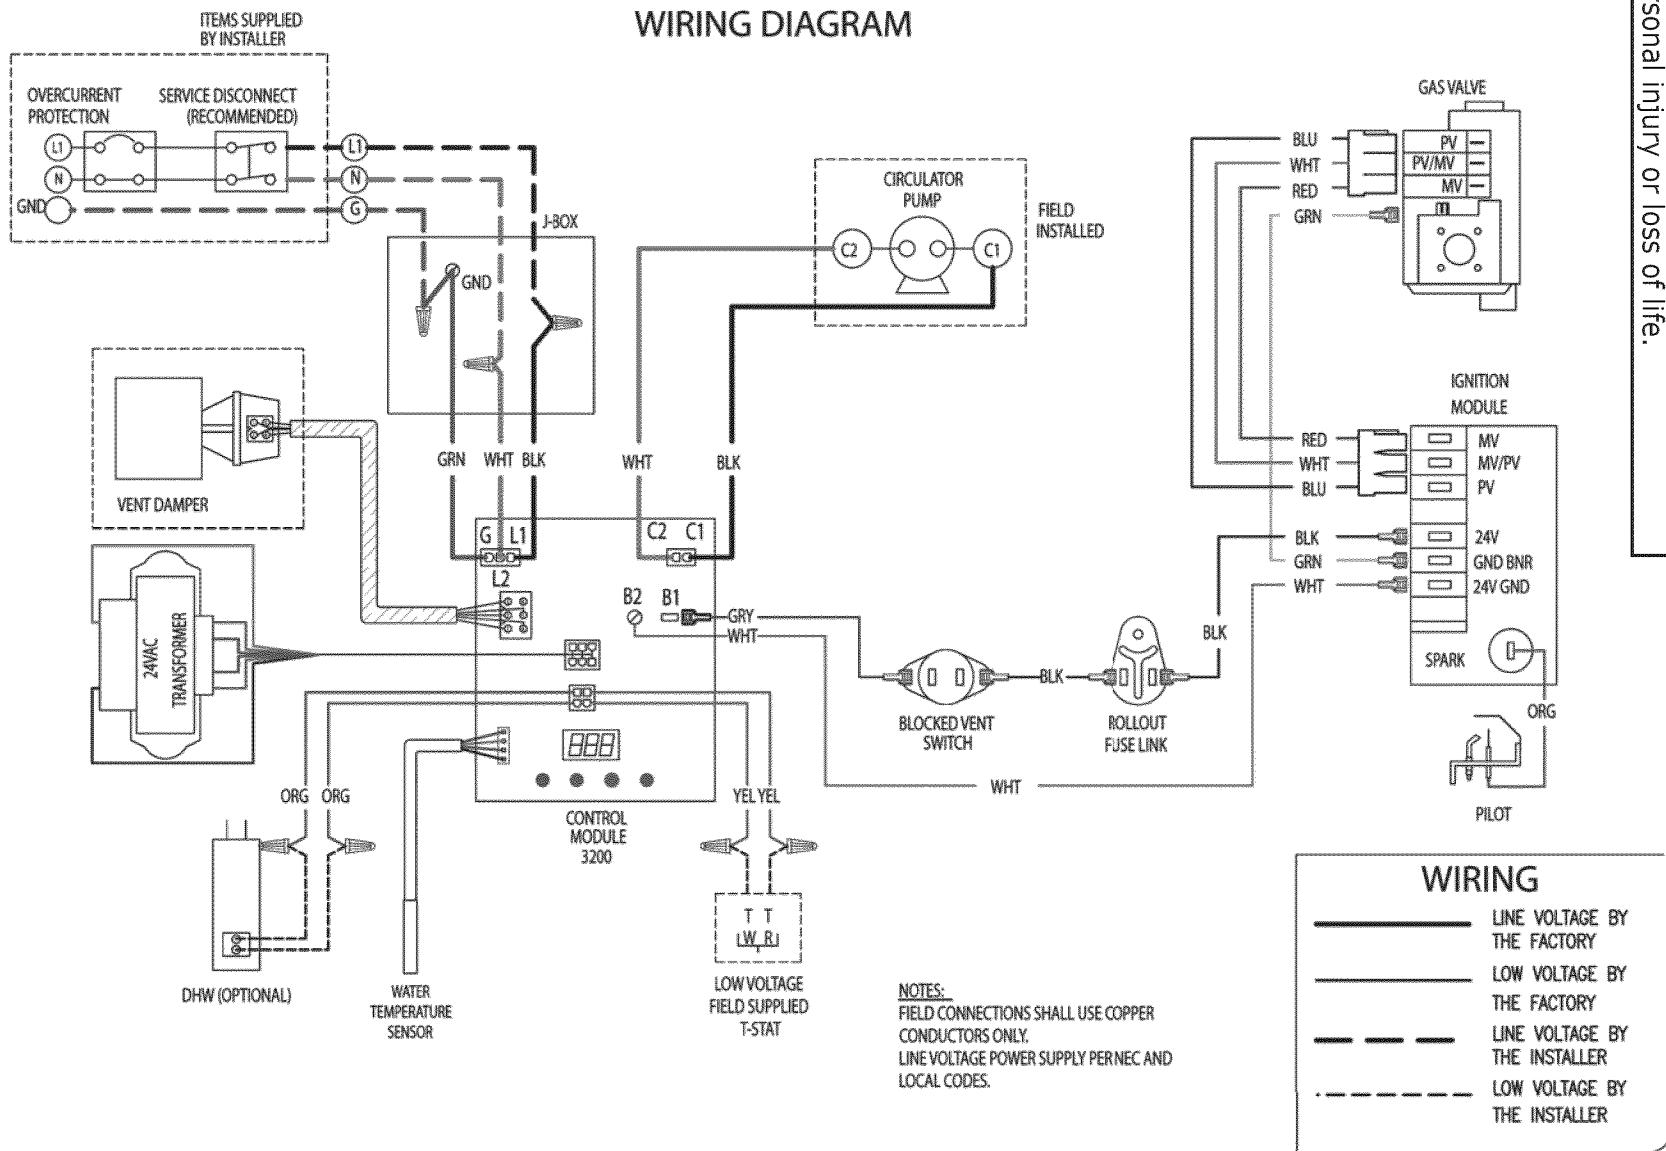 WIRING DIAGRAM
ITEMS SUPPLIED
BY INSTALLER
OVERCURRENT
PROTECTION
SERVICE DISCONNECT
(RECOMMENDED)
L1
L1
N
N
GND
G
J-BOX
GND
GRN
WHT
BLK
CIRCULATOR
PUMP
C2
C1
FIELD
INSTALLED
WHT
BLK
GAS VALVE
BLU
WHT
RED
GRN
PV
PV/MV
MV
IGNITION
MODULE
RED
WHT
BLU
MV
MV/PV
PV
BLK
GRN
WHT
24V
GND BNR
24V GND
SPARK
ORG
PILOT
VENT DAMPER
24VAC
TRANSFORMER
G
L1
L2
C2
C1
B2
B1
GRY
WHT
BLK
BLK
BLOCKED VENT
SWITCH
ROLLOUT
FUSE LINK
WHT
888
CONTROL
MODULE
3200
ORG
ORG
YEL
YEL
DHW (OPTIONAL)
WATER
TEMPERATURE
SENSOR
T T
W R
LOW VOLTAGE
FIELD SUPPLIED
T-STAT
NOTES:
FIELD CONNECTIONS SHALL USE COPPER
CONDUCTORS ONLY.
LINE VOLTAGE POWER SUPPLY PER NEC AND
LOCAL CODES.
WIRING
LINE VOLTAGE BY
THE FACTORY
LOW VOLTAGE BY
THE FACTORY
LINE VOLTAGE BY
THE INSTALLER
LOW VOLTAGE BY
THE INSTALLER
rsonal injury or loss of life.